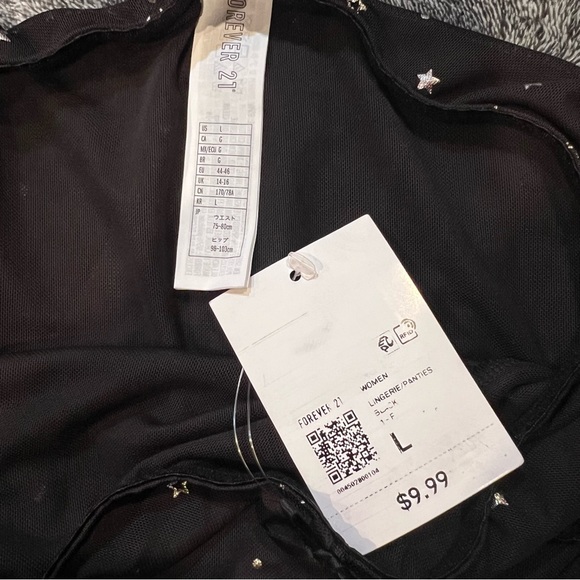 FOREVER 21
US L
CA G
MX/ECU G
BR G
EU 44-46
UK 14-16
CN 170/78A
KR L
JP
ウエスト
75-80cm
ヒップ
98-103cm
RFID
WOMEN
LINGERIE/PANTIES
FOREVER 21
L
$9.99